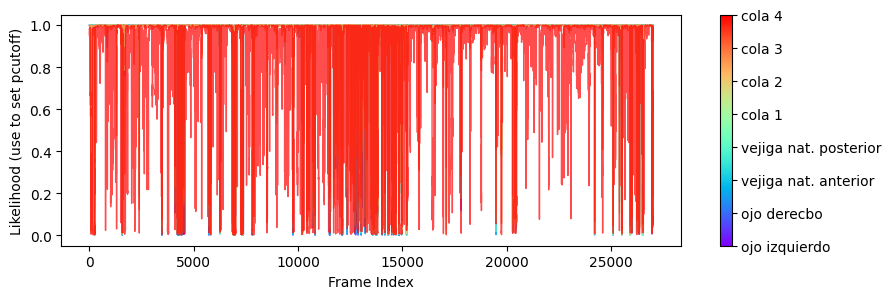 Likelihood (use to set pcutoff)
1.0
0.8
0.6
0.4
0.2
0.0
0
5000
10000
15000
20000
25000
Frame Index
cola 4
cola 3
cola 2
cola 1
vejiga nat. posterior
vejiga nat. anterior
ojo derecbo
ojo izquierdo